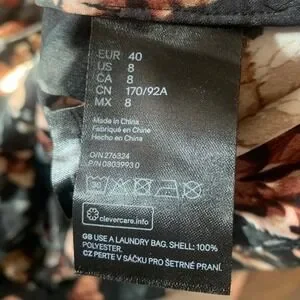 EUR 40
US 8
CA 8
CN 170/92A
MX 8
Made in China
Fabriqué en Chine
Hecho en China
O/N 276324
P/N 0803993 0
30
clevercare.info
GB USE A LAUNDRY BAG. SHELL: 100%
POLYESTER.
CZ PERTE V SÁČKU PRO ŠETRNÉ PRANÍ.